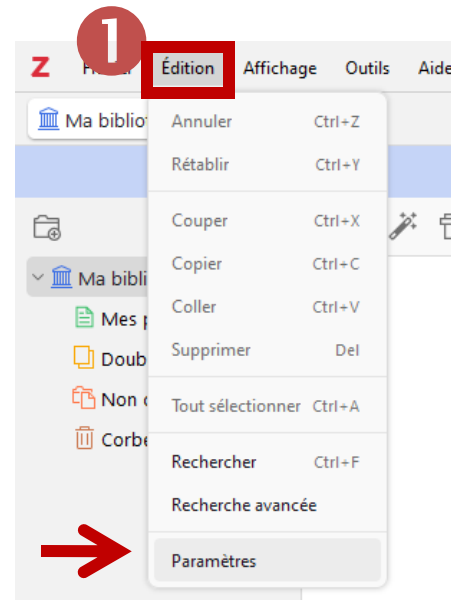 1
Z Édition Affichage Outils Aide
Ma biblio
Annuler Ctrl+Z
Rétablir Ctrl+Y
Couper Ctrl+X
Ma bibli
Copier Ctrl+C
Mes
Coller Ctrl+V
Doub
Supprimer Del
Non
Tout sélectionner Ctrl+A
Corbe
Rechercher Ctrl+F
Recherche avancée
Paramètres